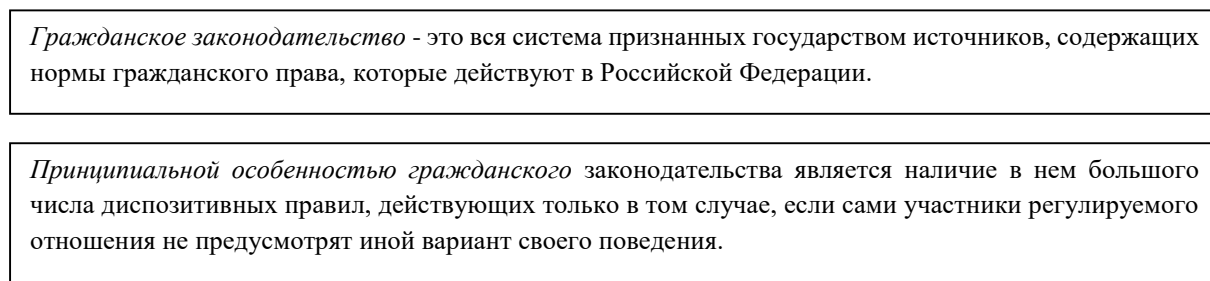 Гражданское законодательство - это вся система признанных государством источников, содержащих
нормы гражданского права, которые действуют в Российской Федерации.
Принципиальной особенностью гражданского законодательства является наличие в нем большого
числа диспозитивных правил, действующих только в том случае, если сами участники регулируемого
отношения не предусмотрят иной вариант своего поведения.